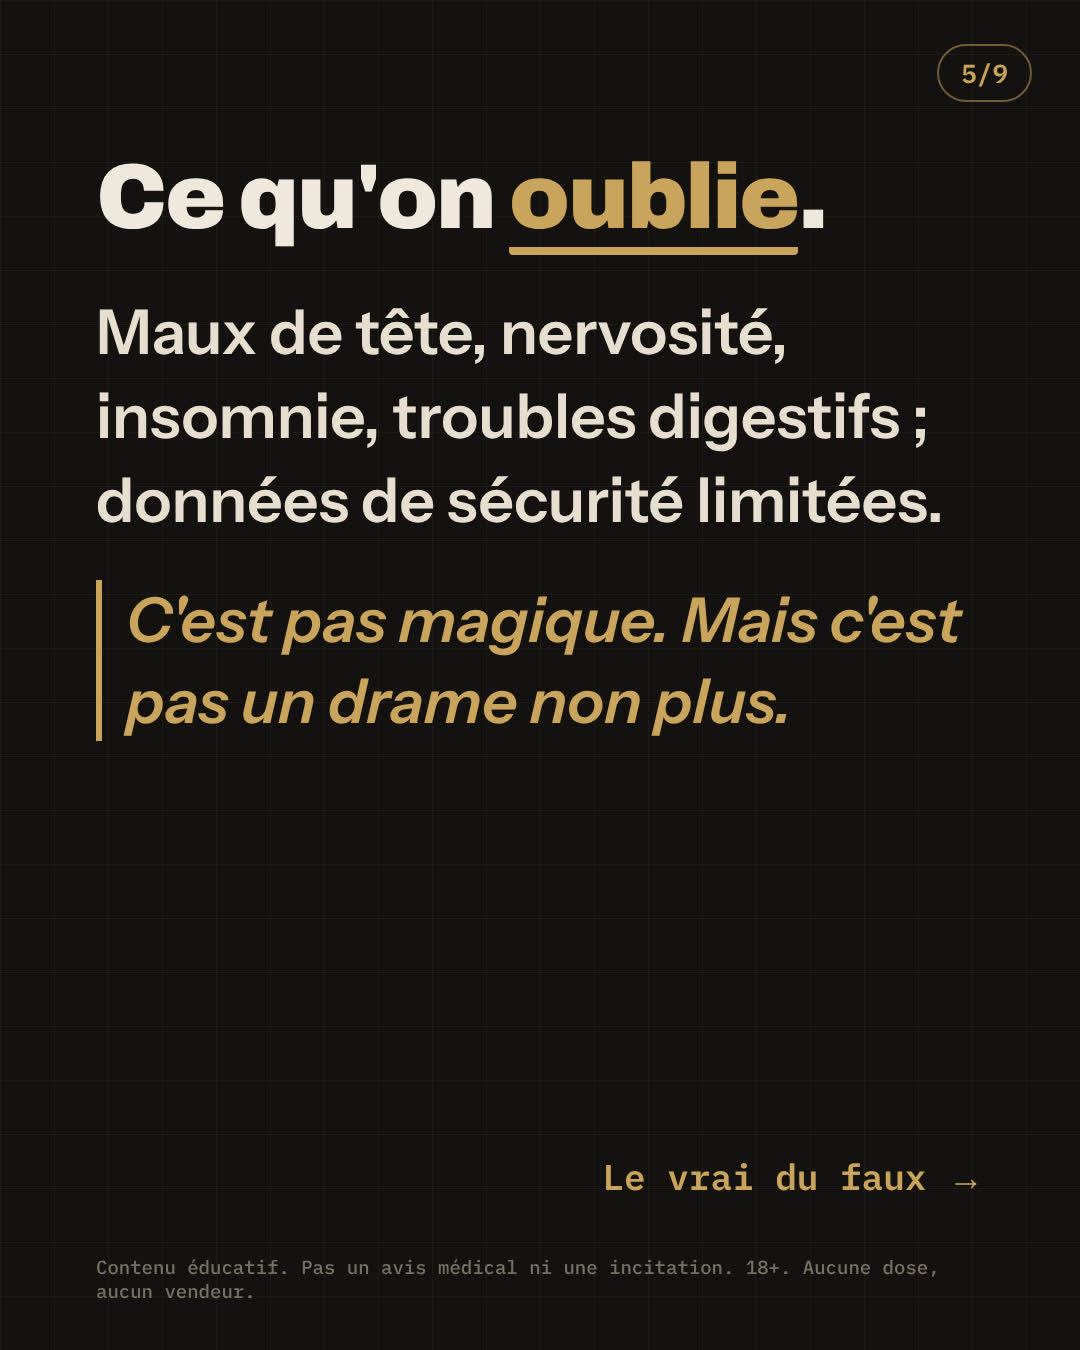 5/9
Ce qu'on oublie.
Maux de tête, nervosité,
insomnie, troubles digestifs ;
données de sécurité limitées.
C'est pas magique. Mais c'est
pas un drame non plus.
Le vrai du faux →
Contenu éducatif. Pas un avis médical ni une incitation. 18+. Aucune dose,
aucun vendeur.